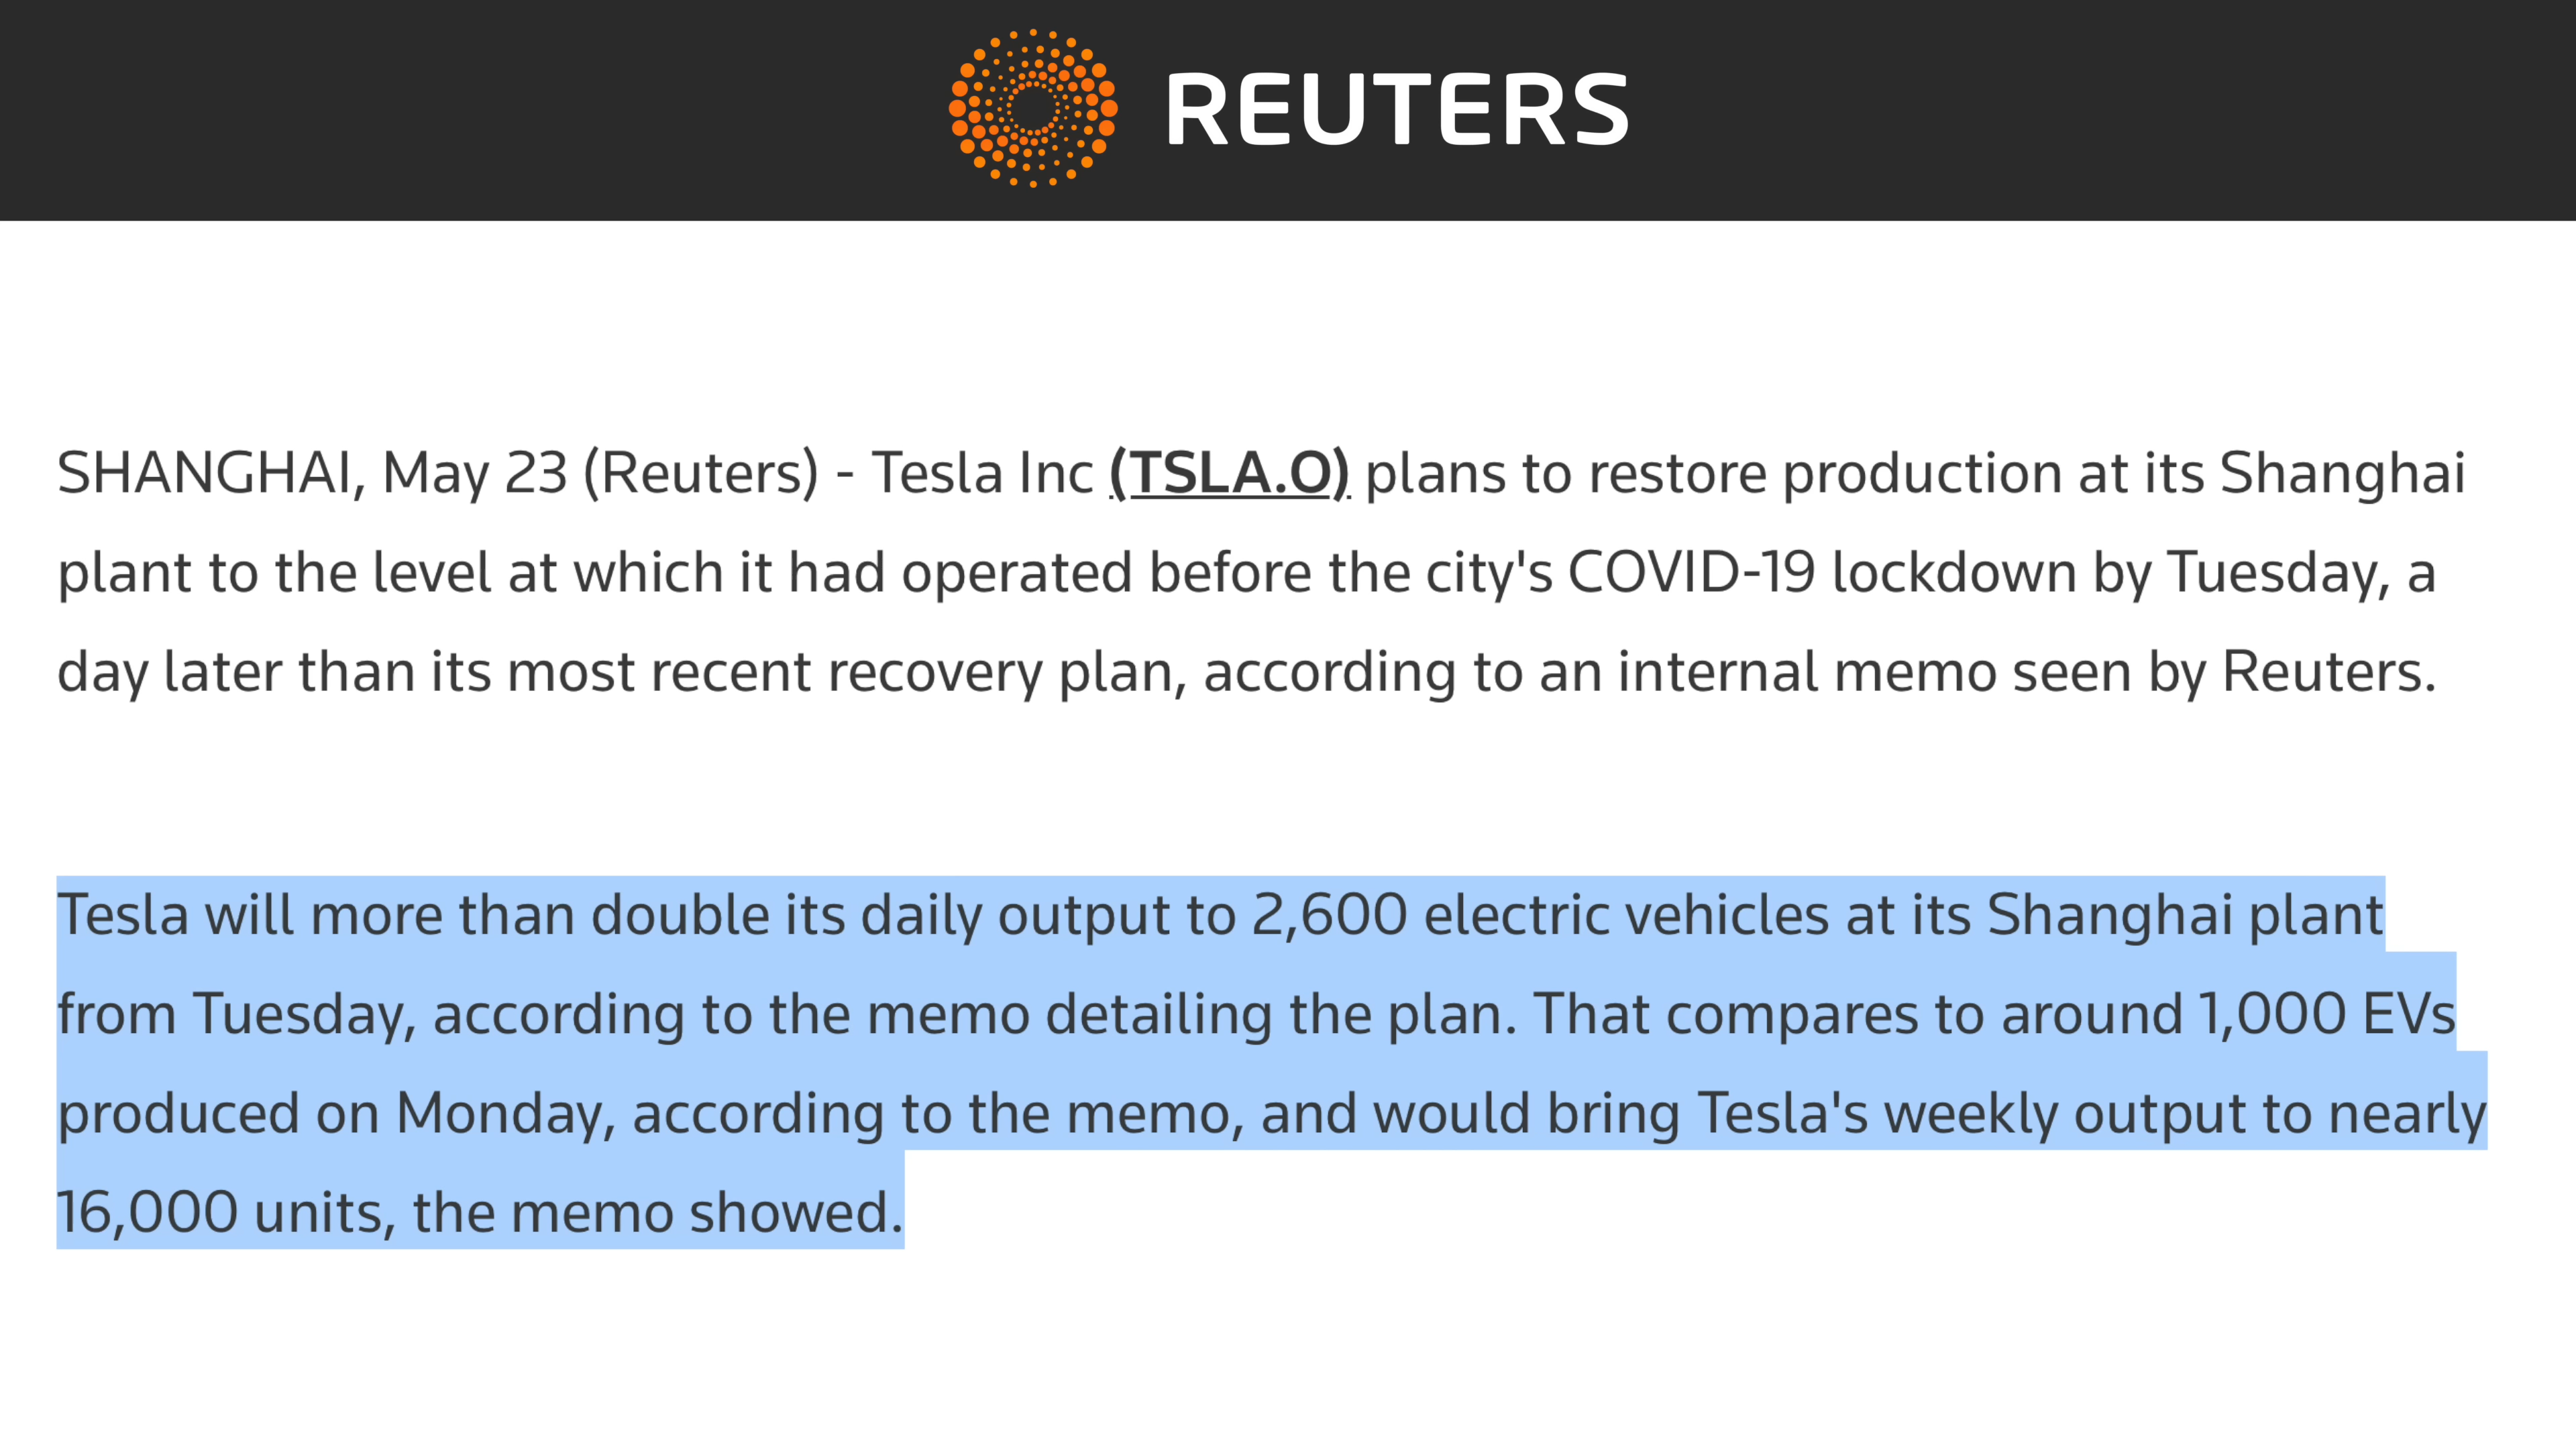 REUTERS
SHANGHAI, May 23 (Reuters) - Tesla Inc (TSLA.O) plans to restore production at its Shanghai
plant to the level at which it had operated before the city's COVID-19 lockdown by Tuesday, a
day later than its most recent recovery plan, according to an internal memo seen by Reuters.
Tesla will more than double its daily output to 2,600 electric vehicles at its Shanghai plant
from Tuesday, according to the memo detailing the plan. That compares to around 1,000 EVs
produced on Monday, according to the memo, and would bring Tesla's weekly output to nearly
16,000 units, the memo showed.